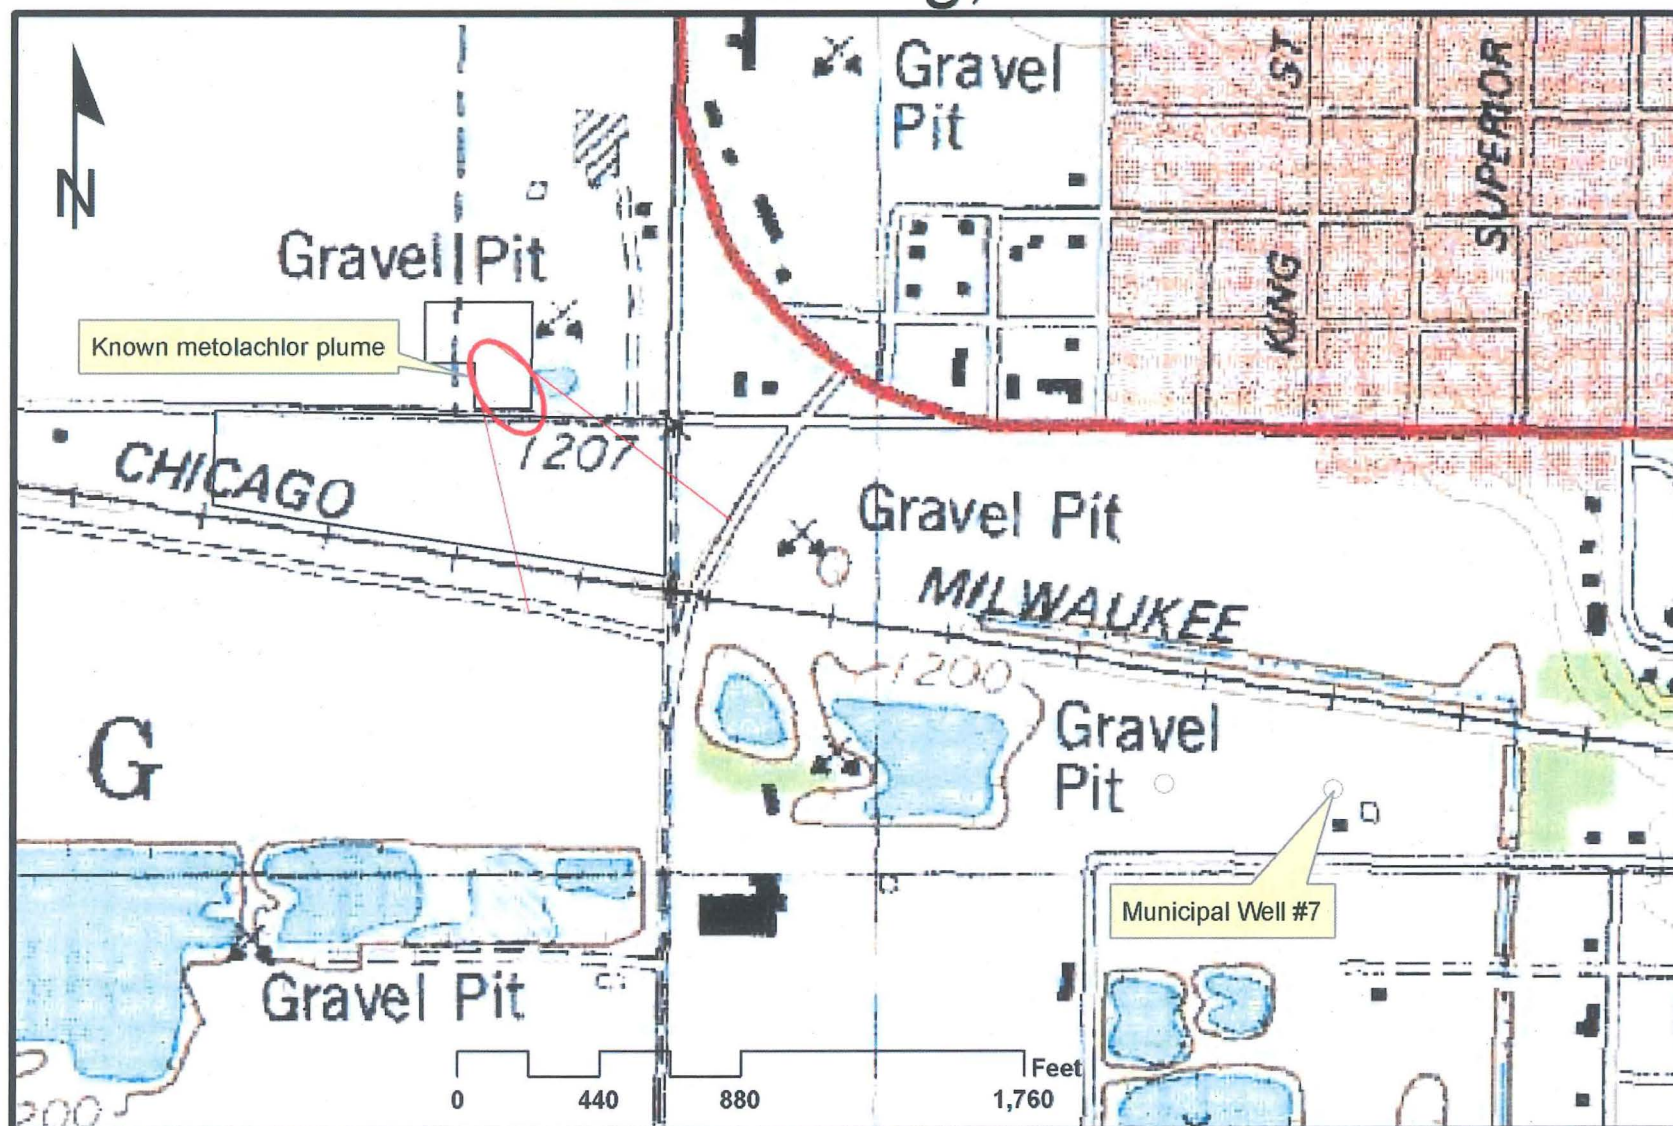 N
Gravel
Pit
ST
SUPERIOR
KING
Gravel Pit
Known metolachlor plume
1207
CHICAGO
Gravel Pit
MILWAUKEE
1200
Gravel
Pit
G
Municipal Well #7
Gravel Pit
Feet
0 440 880 1,760